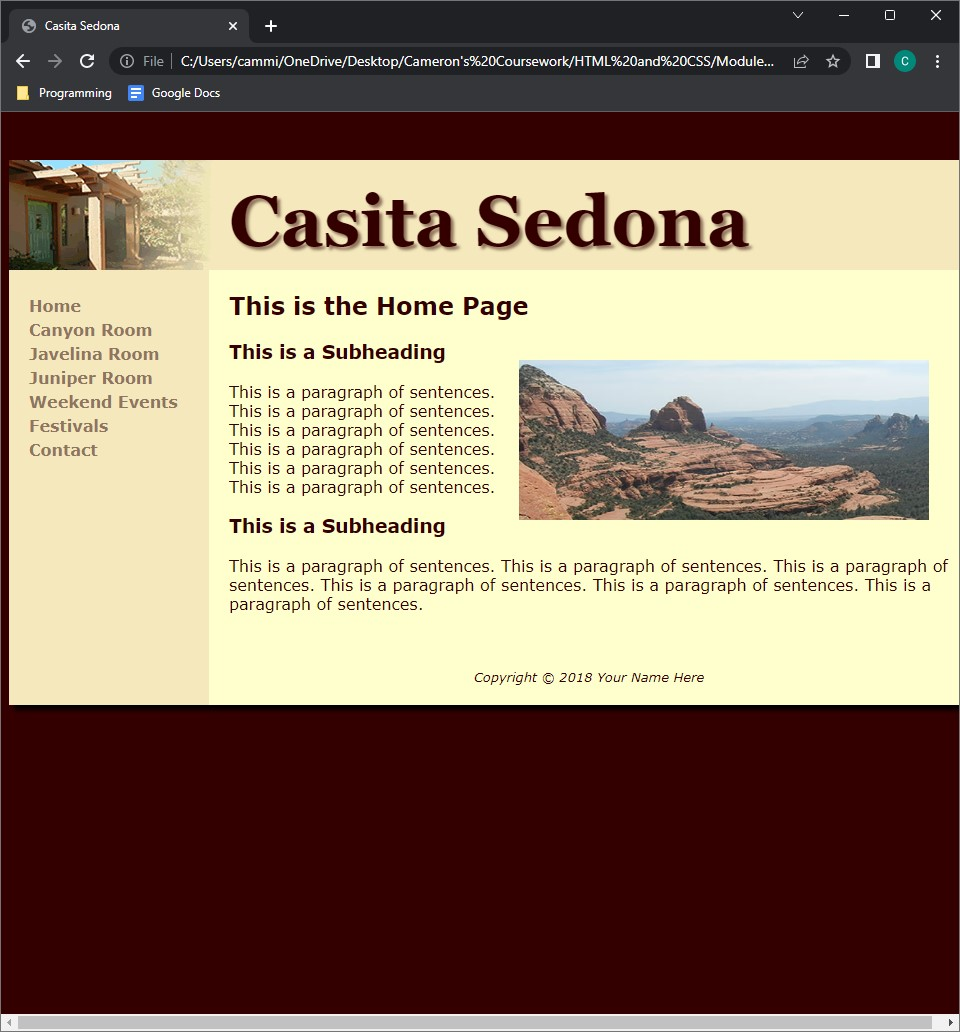 Casita Sedona
File
C:/Users/cammi/OneDrive/Desktop/Cameron's%20Coursework/HTML%20and%20CSS/Module...
C
Programming
Google Docs
Casita Sedona
Home
Canyon Room
Javelina Room
Juniper Room
Weekend Events
Festivals
Contact
This is the Home Page
This is a Subheading
This is a paragraph of sentences.
This is a paragraph of sentences.
This is a paragraph of sentences.
This is a paragraph of sentences.
This is a paragraph of sentences.
This is a paragraph of sentences.
This is a Subheading
This is a paragraph of sentences. This is a paragraph of sentences. This is a paragraph of
sentences. This is a paragraph of sentences. This is a paragraph of sentences. This is a
paragraph of sentences.
Copyright © 2018 Your Name Here